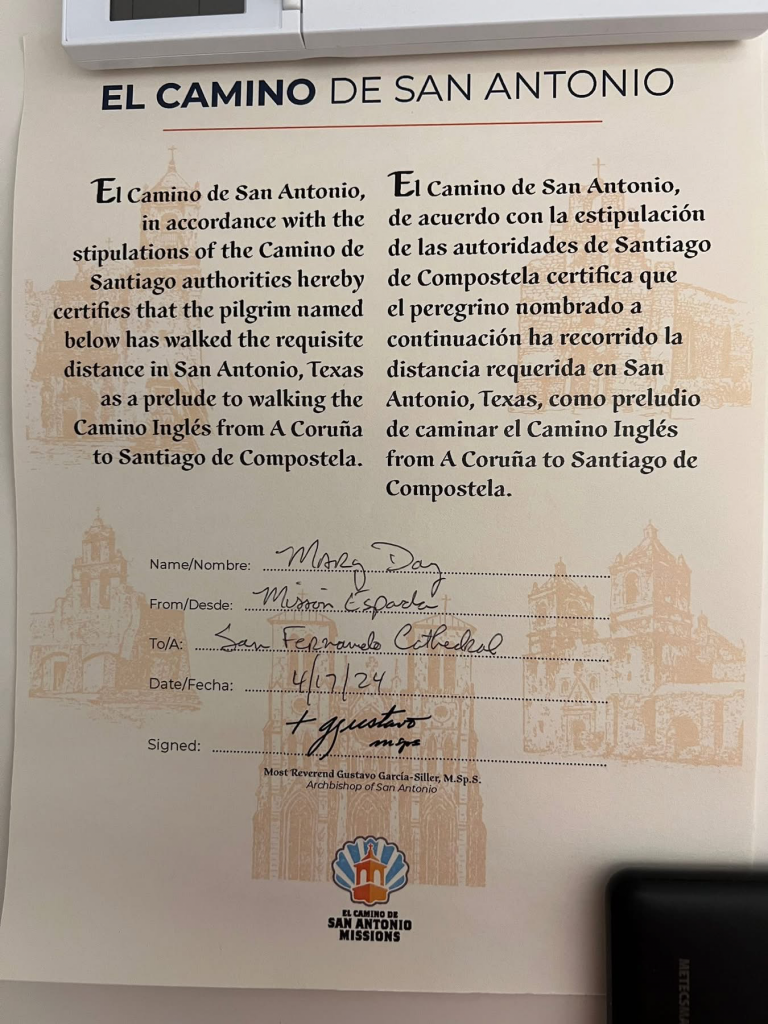 EL CAMINO DE SAN ANTONIO
El Camino de San Antonio,
in accordance with the
stipulations of the Camino de
Santiago authorities hereby
certifies that the pilgrim named
below has walked the requisite
distance in San Antonio, Texas
as a prelude to walking the
Camino Inglés from A Coruña
to Santiago de Compostela.
El Camino de San Antonio,
de acuerdo con la estipulación
de las autoridades de Santiago
de Compostela certifica que
el peregrino nombrado a
continuación ha recorrido la
distancia requerida en San
Antonio, Texas, como preludio
de caminar el Camino Inglés
from A Coruña to Santiago de
Compostela.
Name/Nombre: Mary Day
From/Desde: Mission Espada
To/A: San Fernando Cathedral
Date/Fecha: 4/17/24
Signed: + ggustavo
msps
Most Reverend Gustavo García-Siller, M.Sp.S.
Archbishop of San Antonio
EL CAMINO DE
SAN ANTONIO
MISSIONS